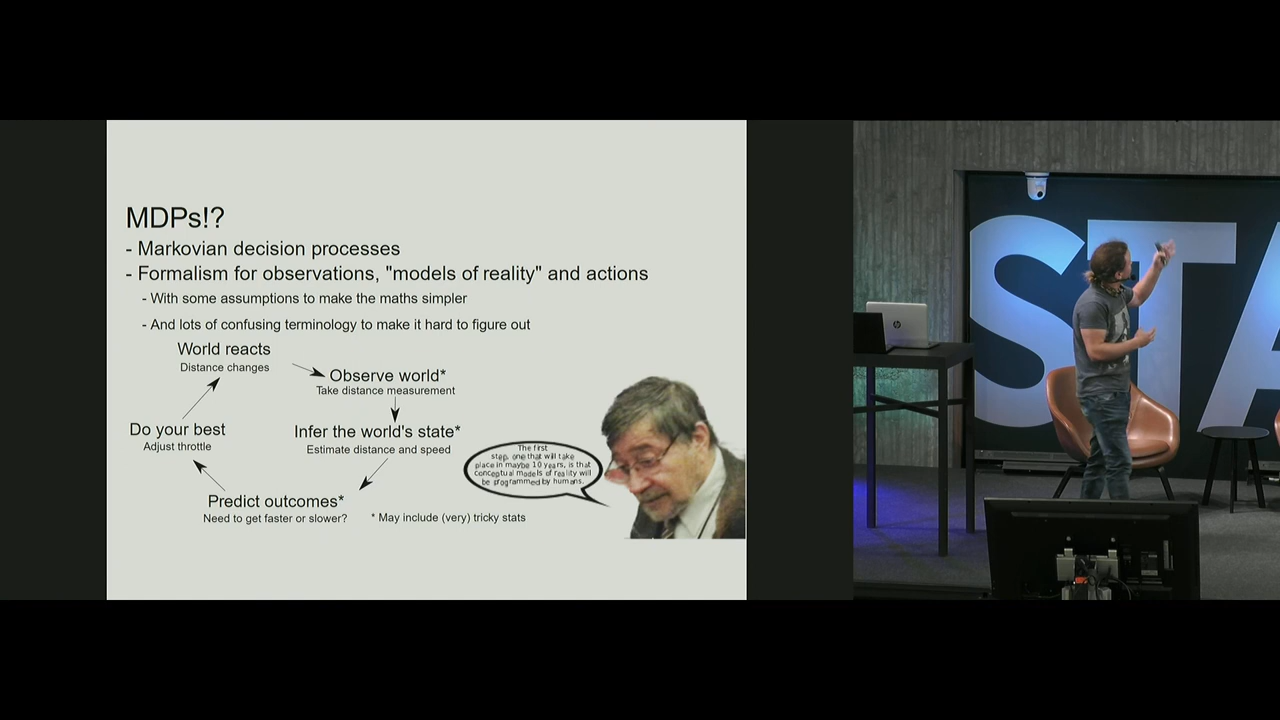 MDPs!?
- Markovian decision processes
- Formalism for observations, "models of reality" and actions
- With some assumptions to make the maths simpler
- And lots of confusing terminology to make it hard to figure out
World reacts
Distance changes
Observe world*
Take distance measurement
Do your best
Adjust throttle
Infer the world's state*
Estimate distance and speed
Predict outcomes*
Need to get faster or slower?
* May include (very) tricky stats
The first
step, one that will take
place in maybe 10 years, is that
conceptual models of reality will
be programmed by humans.
STA
hp